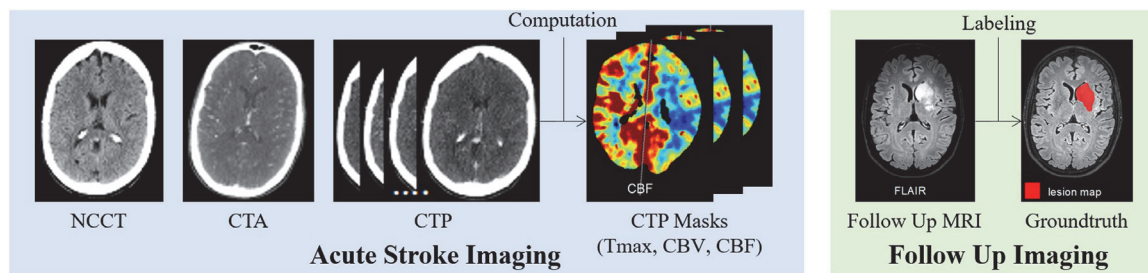 Computation
Labeling
CBF
FLAIR
lesion map
NCCT
CTA
CTP
CTP Masks
(Tmax, CBV, CBF)
Follow Up MRI
Groundtruth
Acute Stroke Imaging
Follow Up Imaging